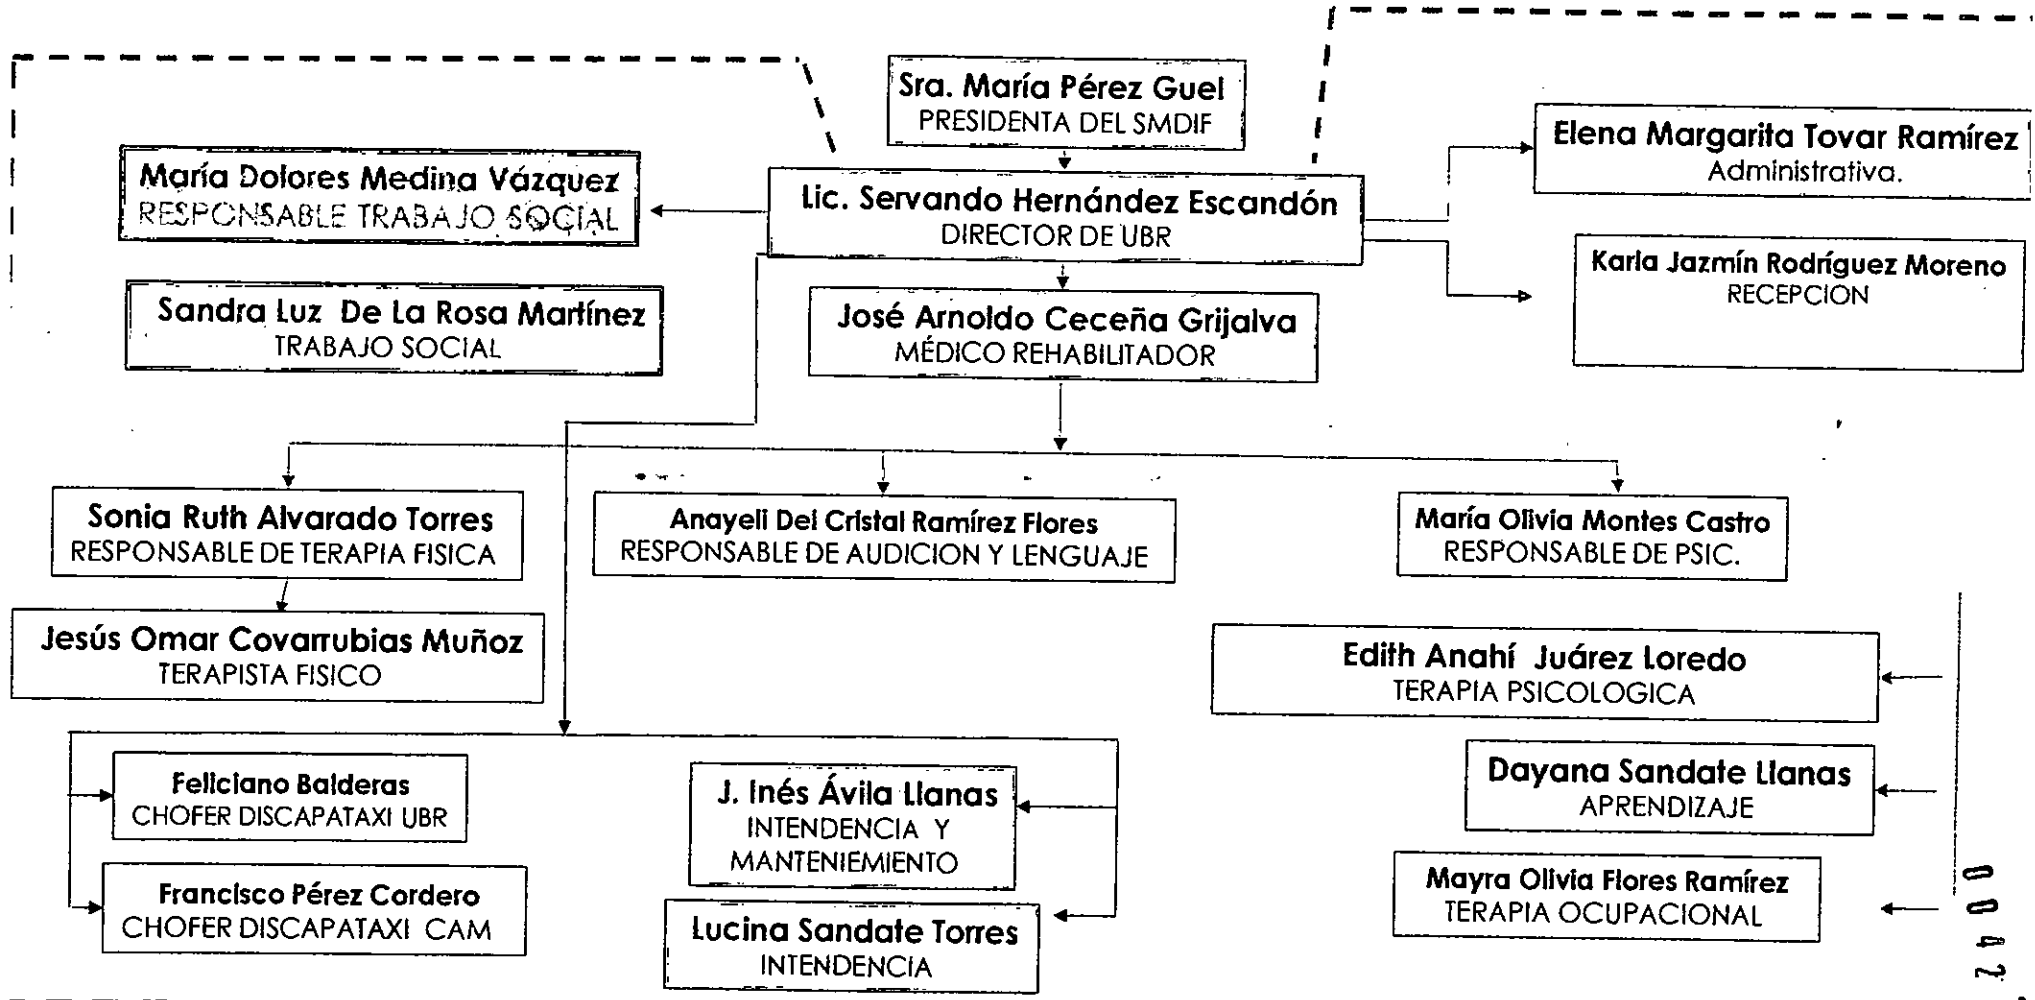 Sra. María Pérez Guel
PRESIDENTA DEL SMDIF
Elena Margarita Tovar Ramírez
Administrativa.
María Dolores Medina Vázquez
RESPONSABLE TRABAJO SOCIAL
Lic. Servando Hernández Escandón
DIRECTOR DE UBR
Karla Jazmín Rodríguez Moreno
RECEPCION
Sandra Luz De La Rosa Martínez
TRABAJO SOCIAL
José Arnoldo Ceceña Grijalva
MÉDICO REHABILITADOR
Sonia Ruth Alvarado Torres
RESPONSABLE DE TERAPIA FISICA
Anayeli Del Cristal Ramírez Flores
RESPONSABLE DE AUDICION Y LENGUAJE
María Olivia Montes Castro
RESPONSABLE DE PSIC.
Jesús Omar Covarrubias Muñoz
TERAPISTA FISICO
Edith Anahí Juárez Loredo
TERAPIA PSICOLOGICA
Feliciano Balderas
CHOFER DISCAPATAXI UBR
J. Inés Ávila Llanas
INTENDENCIA Y
MANTENIEMIENTO
Dayana Sandate Llanas
APRENDIZAJE
Francisco Pérez Cordero
CHOFER DISCAPATAXI CAM
Lucina Sandate Torres
INTENDENCIA
Mayra Olivia Flores Ramírez
TERAPIA OCUPACIONAL
0042